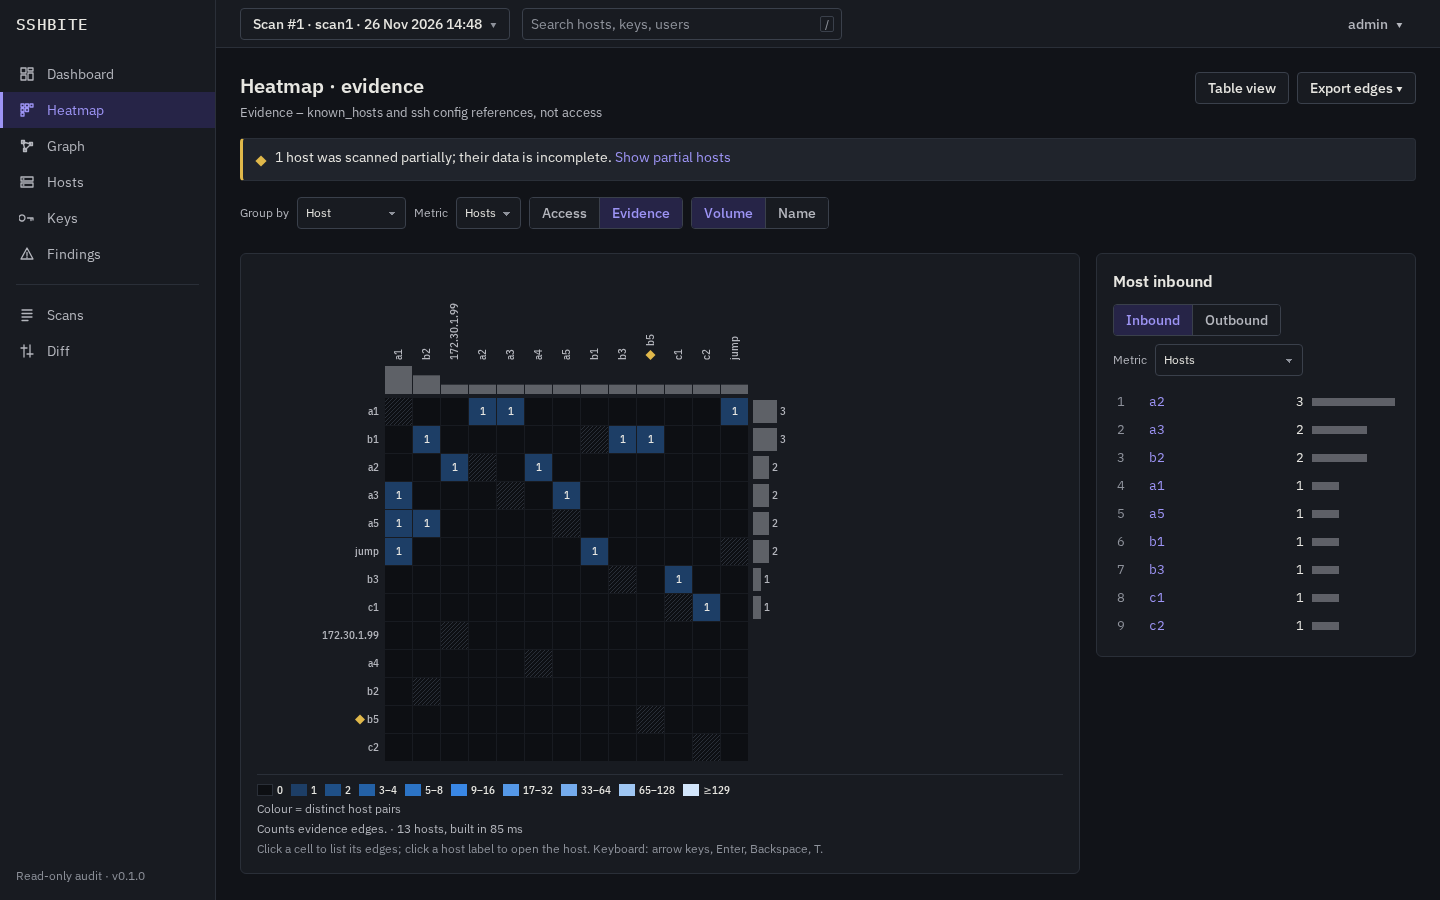 SSHBITE
Scan #1 · scan1 · 26 Nov 2026 14:48 ▾
Search hosts, keys, users /
admin ▾
Dashboard
Heatmap
Graph
Hosts
Keys
Findings
Scans
Diff
Read-only audit · v0.1.0
Heatmap · evidence
Evidence – known_hosts and ssh config references, not access
Table view
Export edges ▾
1 host was scanned partially; their data is incomplete. Show partial hosts
Group by Host Metric Hosts Access Evidence Volume Name
a1 b2 172.30.1.99 a2 a3 a4 a5 b1 b3 b5 c1 c2 jump
a1 1 1 1 3
b1 1 1 1 3
a2 1 1 2
a3 1 1 2
a5 1 1 2
jump 1 1 2
b3 1 1
c1 1 1
172.30.1.99
a4
b2
b5
c2
0 1 2 3–4 5–8 9–16 17–32 33–64 65–128 ≥129
Colour = distinct host pairs
Counts evidence edges. · 13 hosts, built in 85 ms
Click a cell to list its edges; click a host label to open the host. Keyboard: arrow keys, Enter, Backspace, T.
Most inbound
Inbound Outbound
Metric Hosts
1 a2 3
2 a3 2
3 b2 2
4 a1 1
5 a5 1
6 b1 1
7 b3 1
8 c1 1
9 c2 1